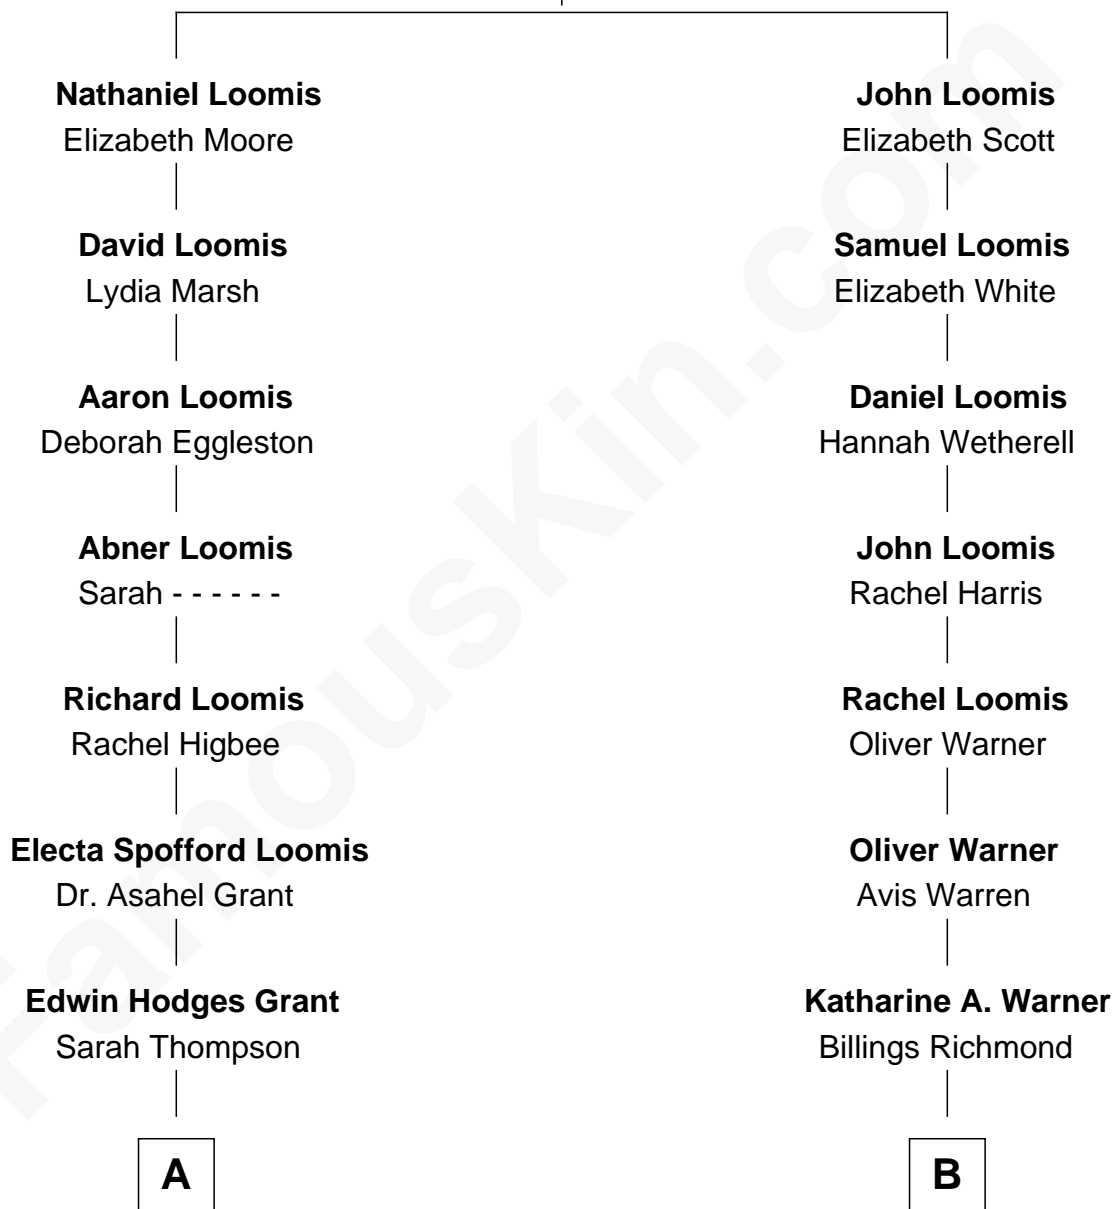 Nathaniel Loomis
Elizabeth Moore
David Loomis
Lydia Marsh
Aaron Loomis
Deborah Eggleston
Abner Loomis
Sarah - - - - - -
Richard Loomis
Rachel Higbee
Electa Spofford Loomis
Dr. Asahel Grant
Edwin Hodges Grant
Sarah Thompson
A
John Loomis
Elizabeth Scott
Samuel Loomis
Elizabeth White
Daniel Loomis
Hannah Wetherell
John Loomis
Rachel Harris
Rachel Loomis
Oliver Warner
Oliver Warner
Avis Warren
Katharine A. Warner
Billings Richmond
B
FamousKin.com